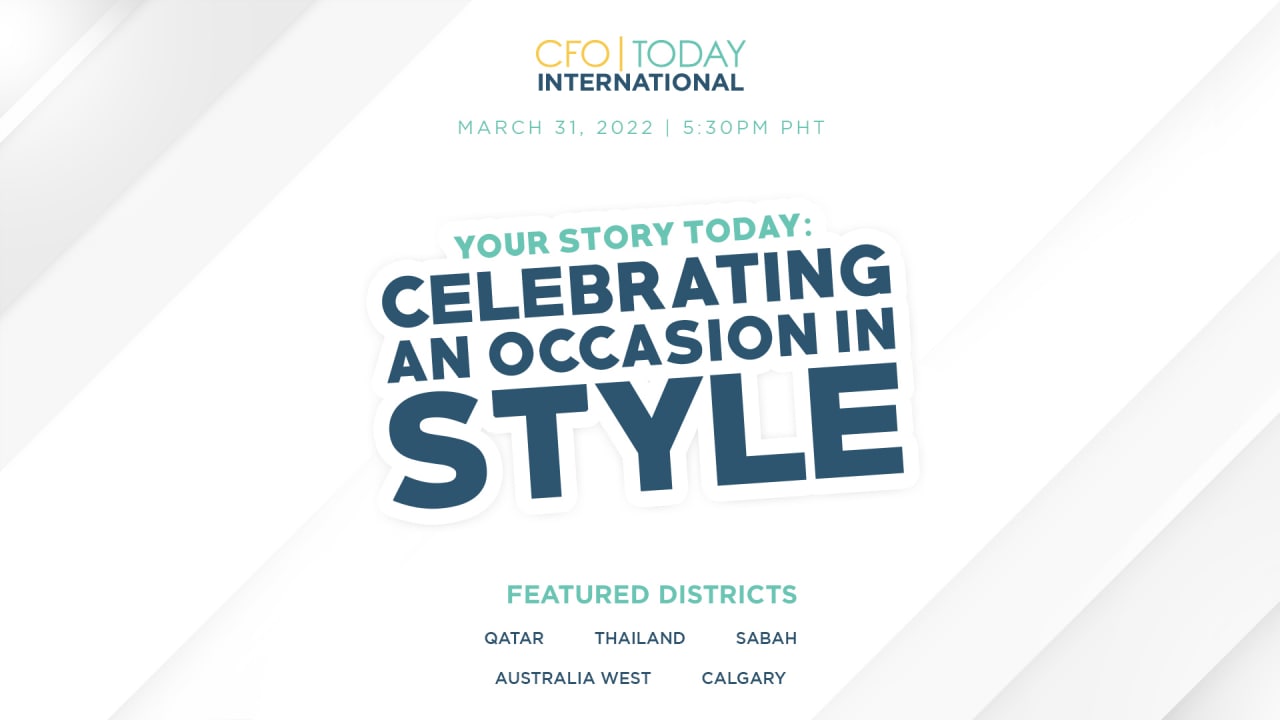 CFO | TODAY
INTERNATIONAL
MARCH 31, 2022 | 5:30PM PHT
YOUR STORY TODAY:
CELEBRATING
AN OCCASION IN
STYLE
FEATURED DISTRICTS
QATAR THAILAND SABAH
AUSTRALIA WEST CALGARY